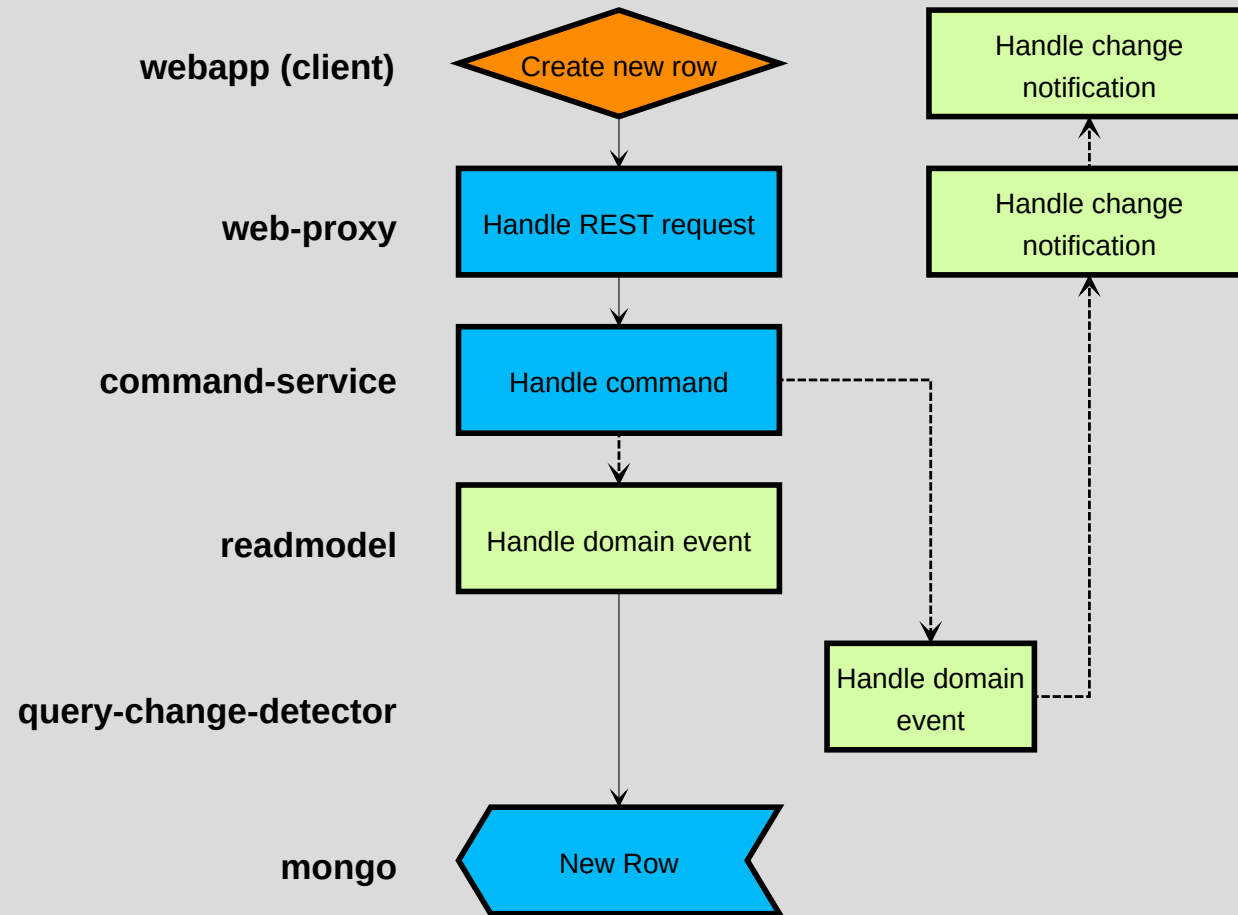 webapp (client)
Create new row
Handle change
notification
web-proxy
Handle REST request
Handle change
notification
command-service
Handle command
readmodel
Handle domain event
query-change-detector
Handle domain
event
mongo
New Row